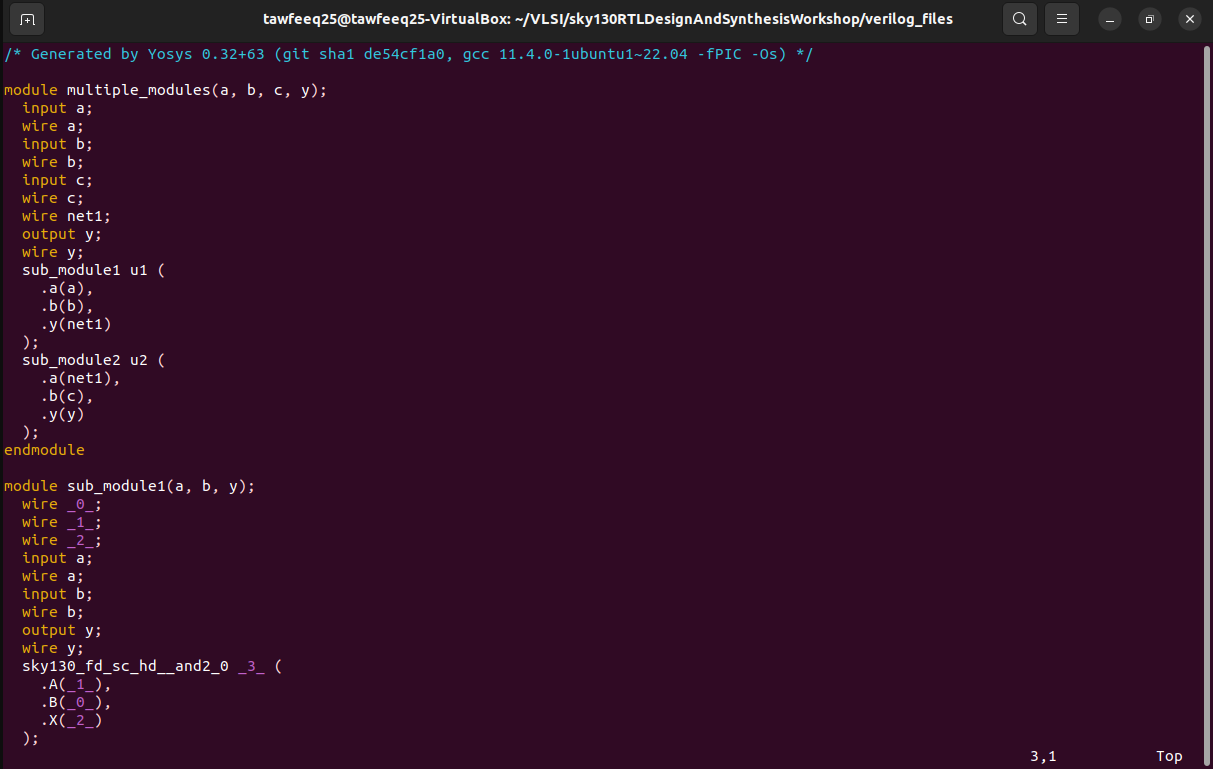 tawfeeq25@tawfeeq25-VirtualBox: ~/VLSI/sky130RTLDesignAndSynthesisWorkshop/verilog_files
/* Generated by Yosys 0.32+63 (git sha1 de54cf1a0, gcc 11.4.0-1ubuntu1~22.04 -fPIC -Os) */
module multiple_modules(a, b, c, y);
  input a;
  wire a;
  input b;
  wire b;
  input c;
  wire c;
  wire net1;
  output y;
  wire y;
  sub_module1 u1 (
    .a(a),
    .b(b),
    .y(net1)
  );
  sub_module2 u2 (
    .a(net1),
    .b(c),
    .y(y)
  );
endmodule
module sub_module1(a, b, y);
  wire _0_;
  wire _1_;
  wire _2_;
  input a;
  wire a;
  input b;
  wire b;
  output y;
  wire y;
  sky130_fd_sc_hd__and2_0 _3_ (
    .A(_1_),
    .B(_0_),
    .X(_2_)
  );
3,1 Top